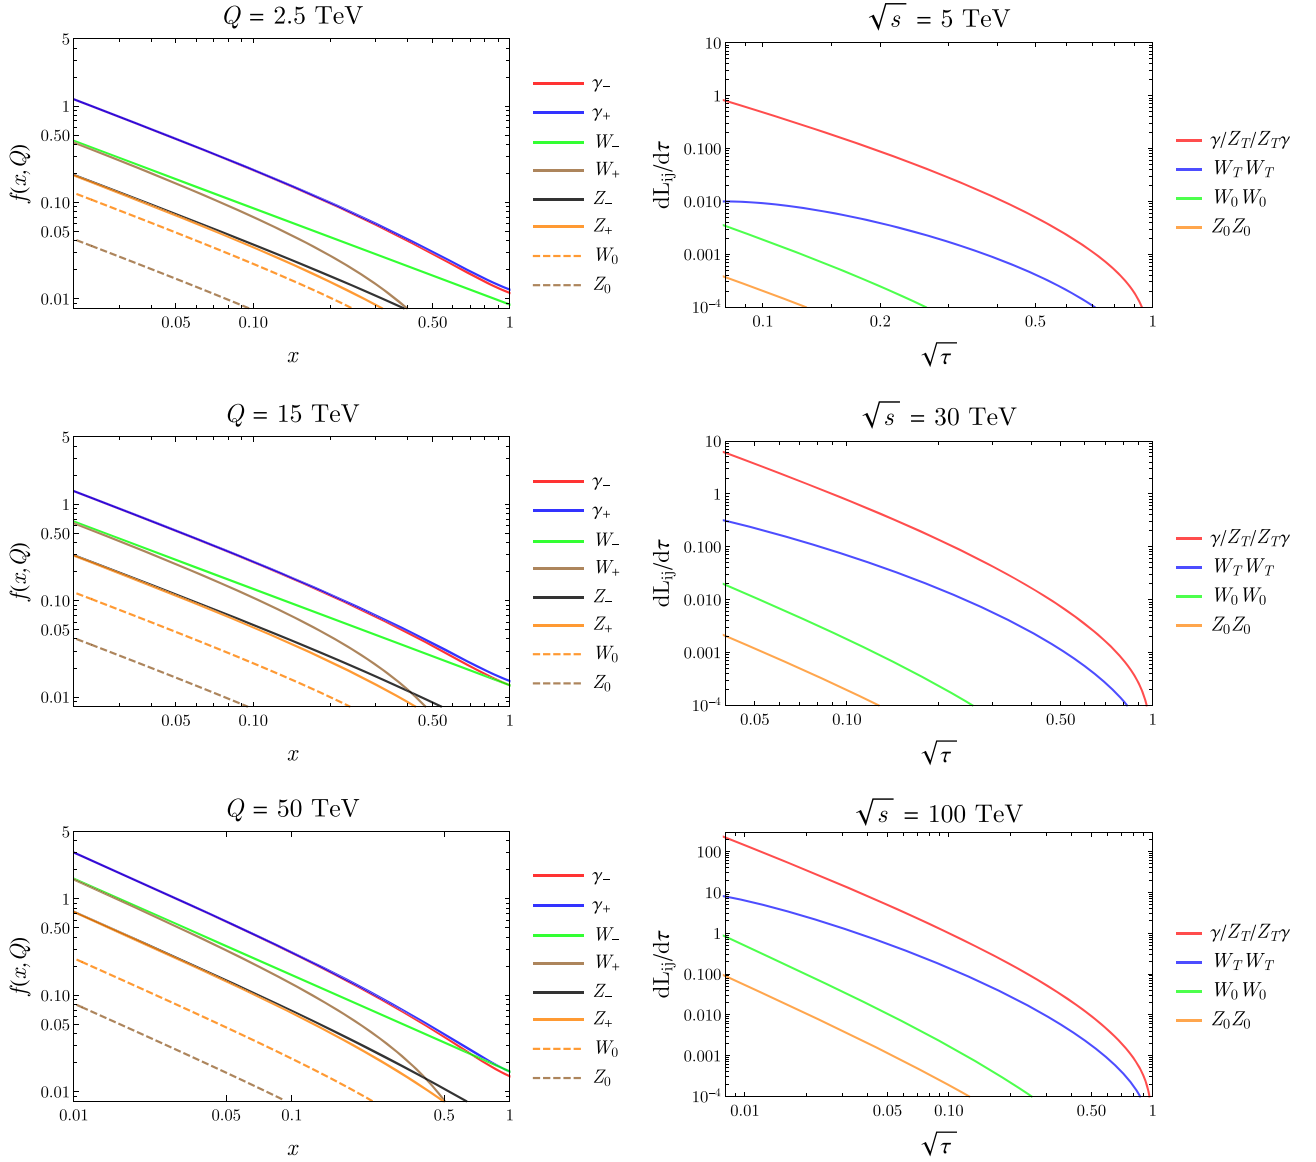 Q = 2.5 TeV
f(x, Q)
5
1
0.50
0.10
0.05
0.01
0.05 0.10 0.50 1
x
γ−
γ+
W−
W+
Z−
Z+
W0
Z0
√s = 5 TeV
dLij/dτ
10
1
0.100
0.010
0.001
10−4
0.1 0.2 0.5 1
√τ
γ/ZT/ZTγ
WTWT
W0W0
Z0Z0
Q = 15 TeV
f(x, Q)
5
1
0.50
0.10
0.05
0.01
0.05 0.10 0.50 1
x
γ−
γ+
W−
W+
Z−
Z+
W0
Z0
√s = 30 TeV
dLij/dτ
10
1
0.100
0.010
0.001
10−4
0.05 0.10 0.50 1
√τ
γ/ZT/ZTγ
WTWT
W0W0
Z0Z0
Q = 50 TeV
f(x, Q)
5
1
0.50
0.10
0.05
0.01
0.01 0.05 0.1 0.5 1
x
γ−
γ+
W−
W+
Z−
Z+
W0
Z0
√s = 100 TeV
dLij/dτ
100
10
1
0.100
0.010
0.001
10−4
0.01 0.05 0.10 0.50 1
√τ
γ/ZT/ZTγ
WTWT
W0W0
Z0Z0